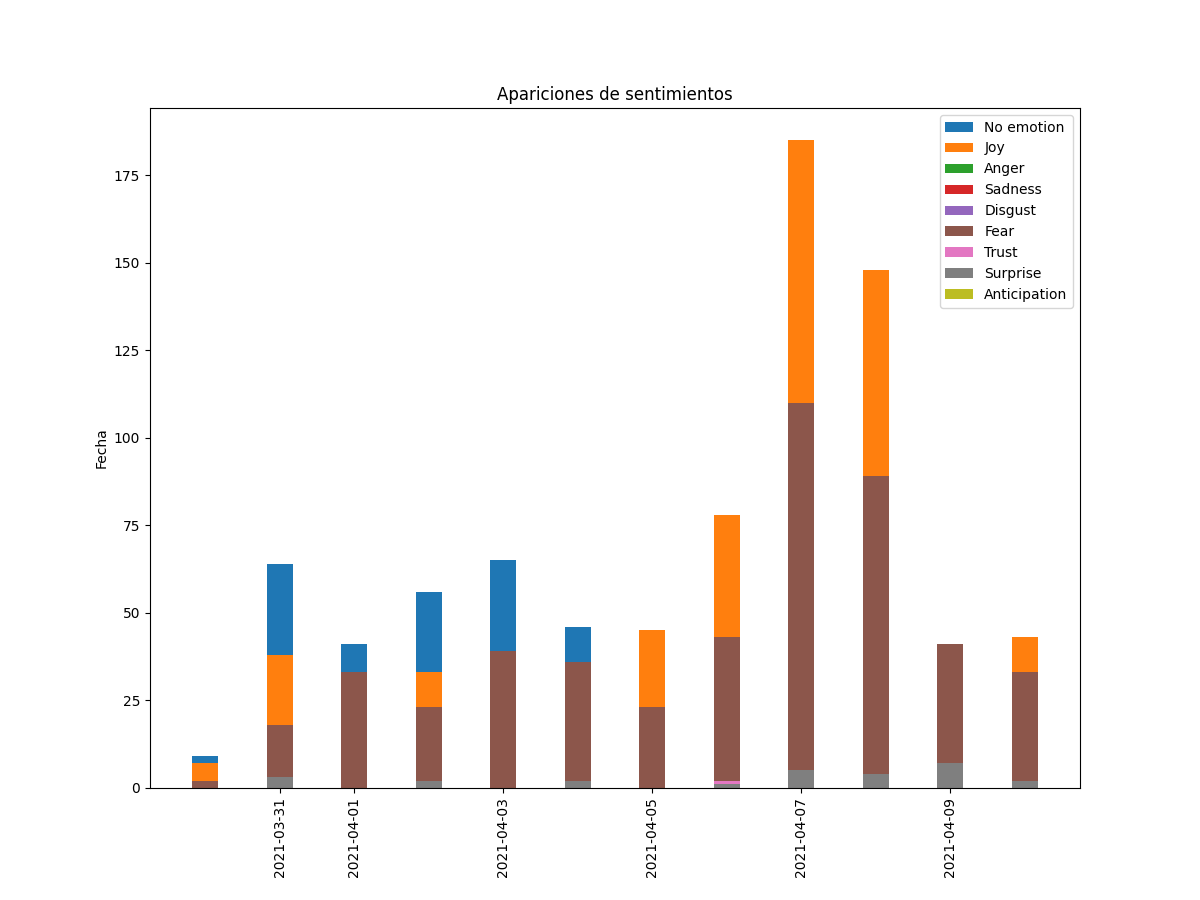 Apariciones de sentimientos
No emotion
Joy
Anger
Sadness
Disgust
Fear
Trust
Surprise
Anticipation
175
150
125
100
75
50
25
0
Fecha
2021-03-31
2021-04-01
2021-04-03
2021-04-05
2021-04-07
2021-04-09